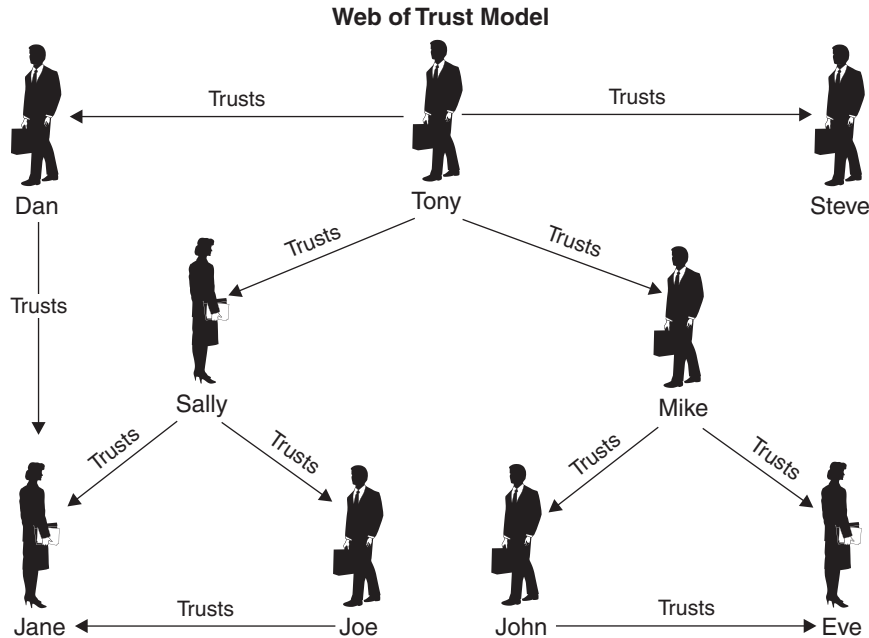 Web of Trust Model
Trusts
Trusts
Dan
Tony
Steve
Trusts
Trusts
Trusts
Sally
Mike
Trusts
Trusts
Trusts
Trusts
Trusts
Trusts
Jane
Joe
John
Eve